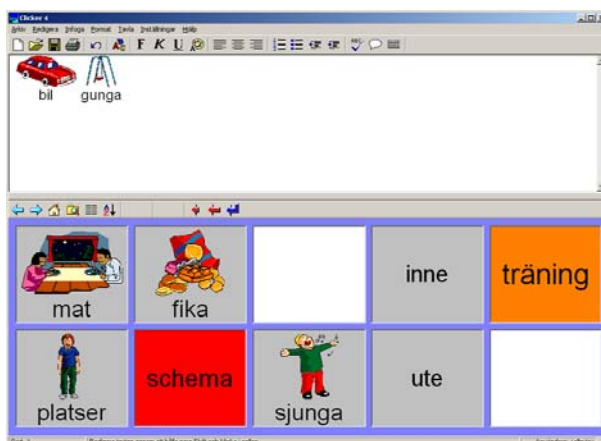 Clicker 4
Arkiv Redigera Infoga Format Tavla Inställningar Hjälp
F K U
bil gunga
mat fika inne träning
platser schema sjunga ute